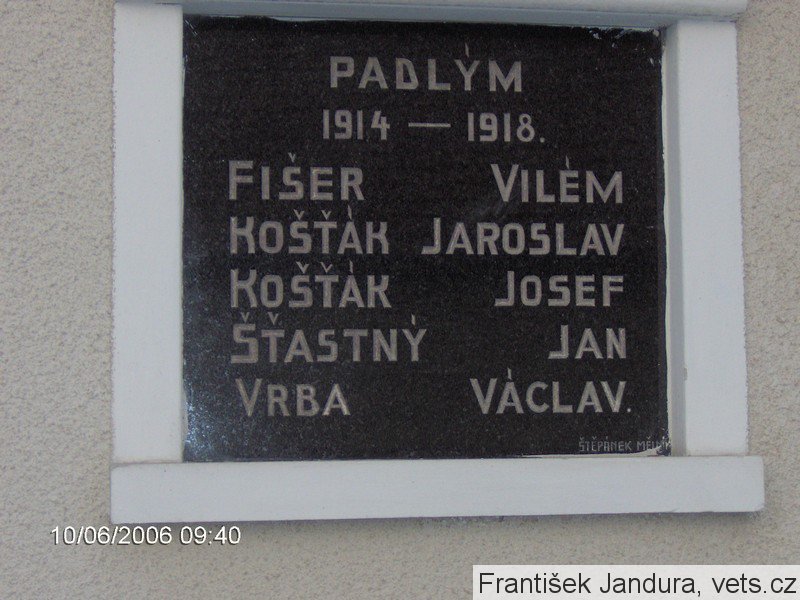 PADLÝM
1914 — 1918.
FIŠER VILÉM
KOŠŤÁK JAROSLAV
KOŠŤÁK JOSEF
ŠŤASTNÝ JAN
VRBA VÁCLAV.
ŠTĚPÁNEK
10/06/2006 09:40
František Jandura, vets.cz